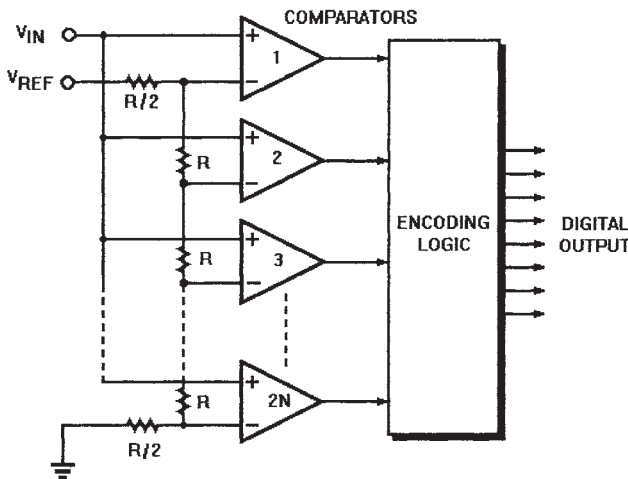 COMPARATORS
VIN
VREF
R/2
+
1
−
+
2
−
R
+
3
−
R
+
2N
−
R
R/2
ENCODING
LOGIC
DIGITAL
OUTPUT